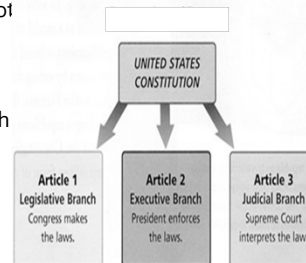 ot
h
UNITED STATES
CONSTITUTION
Article 1
Legislative Branch
Congress makes
the laws.
Article 2
Executive Branch
President enforces
the laws.
Article 3
Judicial Branch
Supreme Court
interprets the law